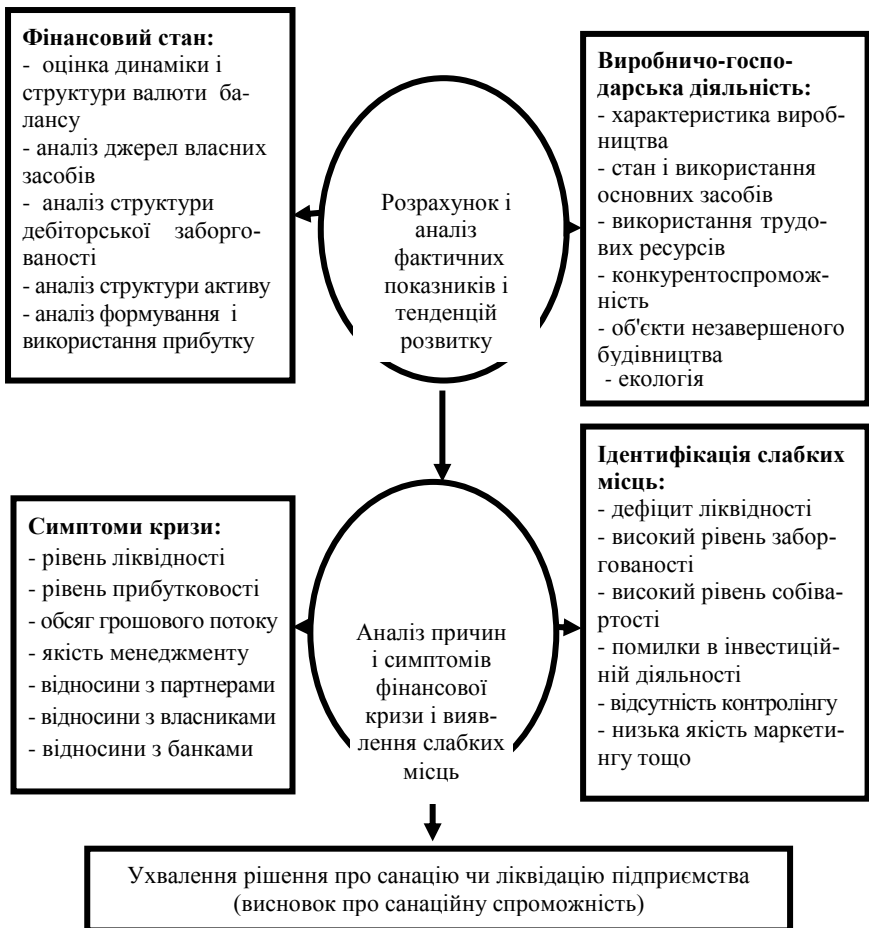 Фінансовий стан:
- оцінка динаміки і
структури валюти ба-
лансу
- аналіз джерел власних
засобів
- аналіз структури
дебіторської заборго-
ваності
- аналіз структури активу
- аналіз формування і
використання прибутку
Розрахунок і
аналіз
фактичних
показників і
тенденцій
розвитку
Виробничо-госпо-
дарська діяльність:
- характеристика вироб-
ництва
- стан і використання
основних засобів
- використання трудо-
вих ресурсів
- конкурентоспромож-
ність
- об'єкти незавершеного
будівництва
- екологія
Симптоми кризи:
- рівень ліквідності
- рівень прибутковості
- обсяг грошового потоку
- якість менеджменту
- відносини з партнерами
- відносини з власниками
- відносини з банками
Аналіз причин
і симптомів
фінансової
кризи і вияв-
лення слабких
місць
Ідентифікація слабких
місць:
- дефіцит ліквідності
- високий рівень забор-
гованості
- високий рівень собіва-
ртості
- помилки в інвестицій-
ній діяльності
- відсутність контролінгу
- низька якість маркети-
нгу тощо
Ухвалення рішення про санацію чи ліквідацію підприємства
(висновок про санаційну спроможність)